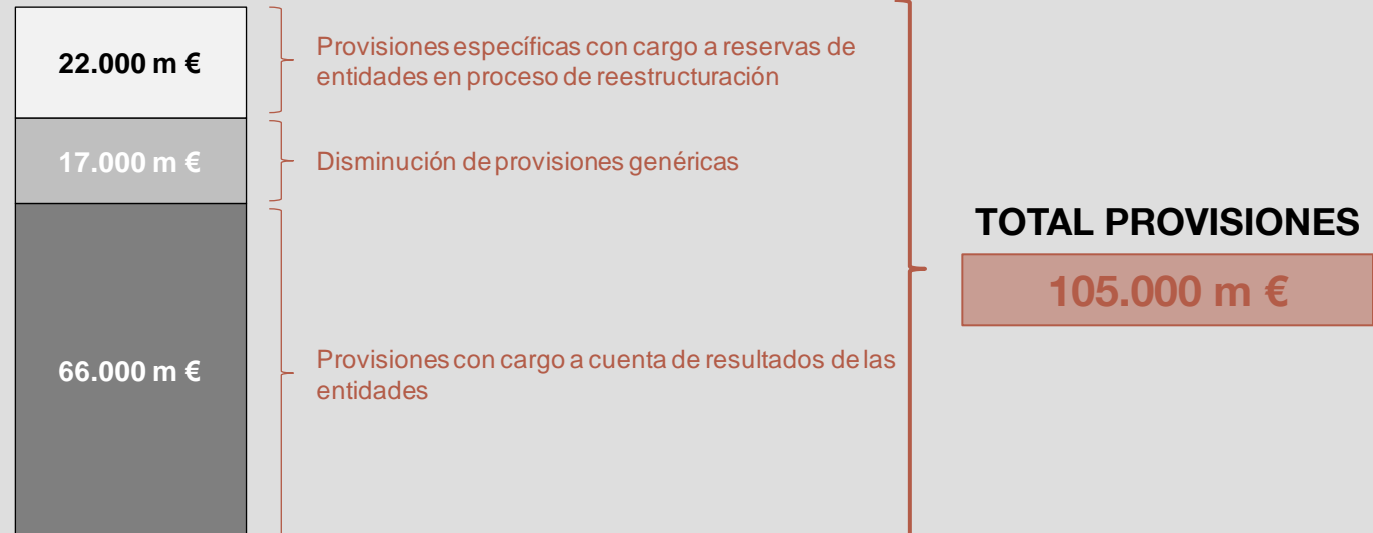 22.000 m €
Provisiones específicas con cargo a reservas de
entidades en proceso de reestructuración
17.000 m €
Disminución de provisiones genéricas
66.000 m €
Provisiones con cargo a cuenta de resultados de las
entidades
TOTAL PROVISIONES
105.000 m €